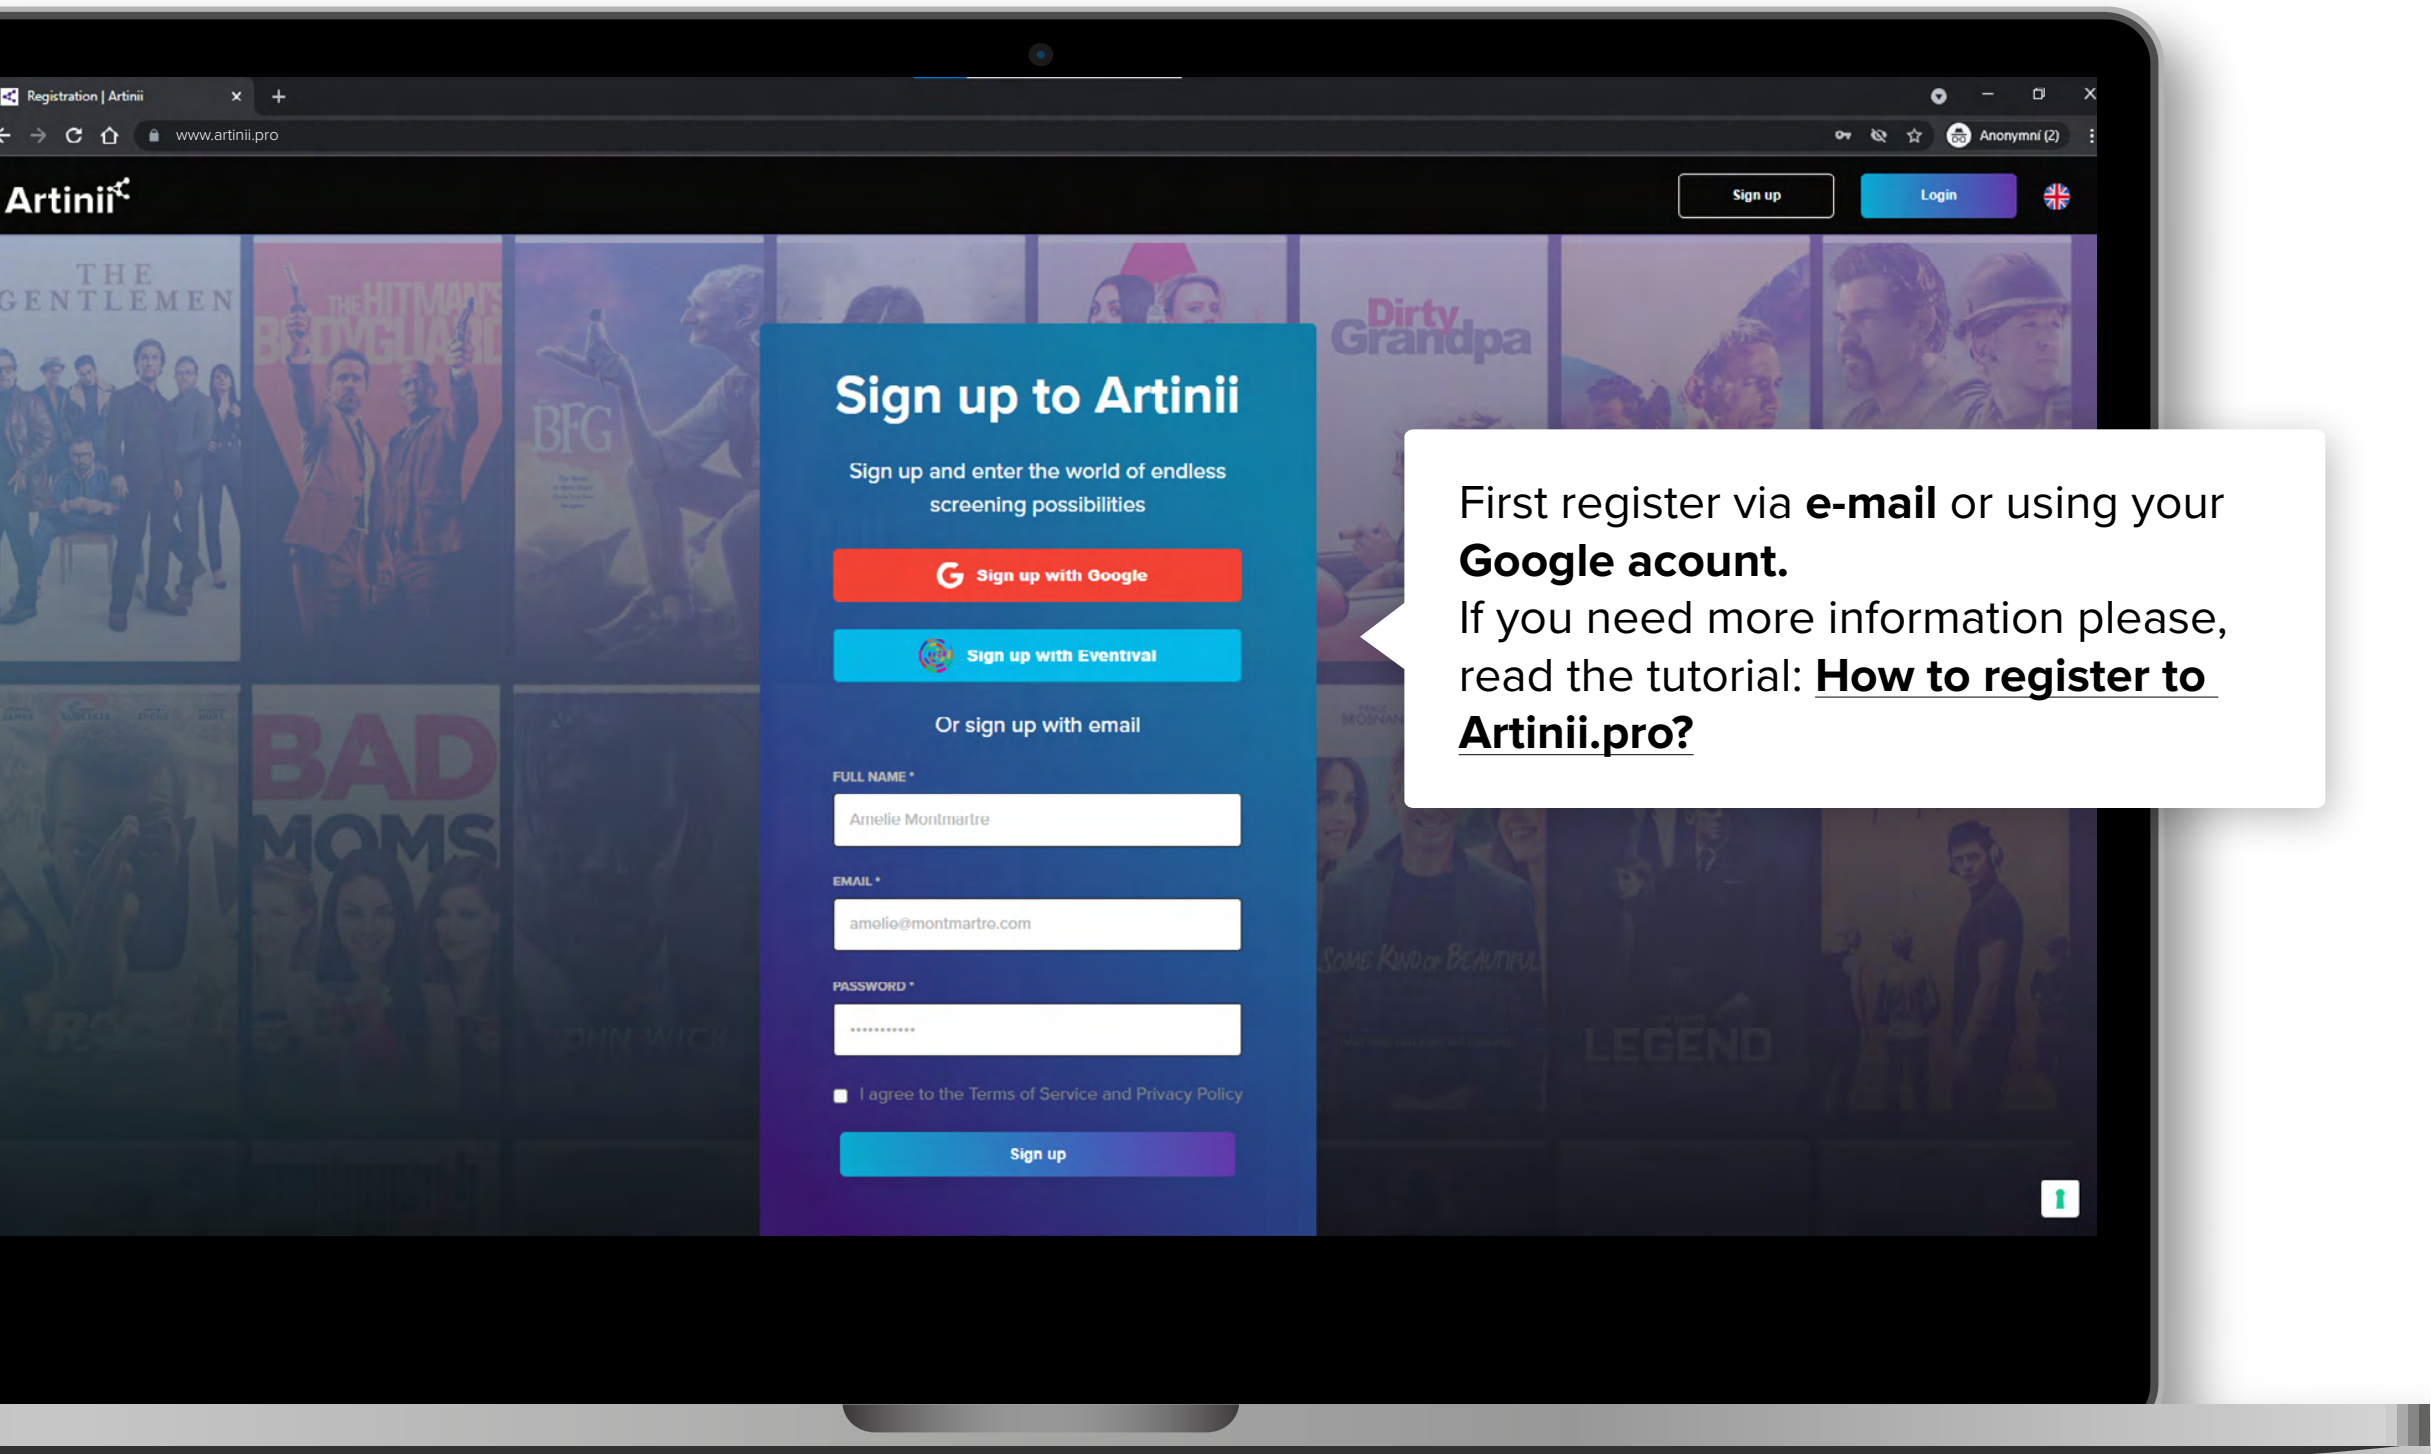 Registration | Artinii
www.artinii.pro
Anonymní (2)
Artinii
Sign up
Login
THE
GENTLEMEN
THE HITMAN'S
BODYGUARD
BFG
Dirty
Grandpa
Sign up to Artinii
Sign up and enter the world of endless
screening possibilities
Sign up with Google
Sign up with Eventival
Or sign up with email
FULL NAME *
Amelie Montmartre
EMAIL *
amelie@montmartre.com
PASSWORD *
I agree to the Terms of Service and Privacy Policy
Sign up
First register via e-mail or using your
Google acount.
If you need more information please,
read the tutorial: How to register to
Artinii.pro?
BAD
MOMS
JOHN WICK
BROSNAN
SOME KIND OF BEAUTIFUL
LEGEND